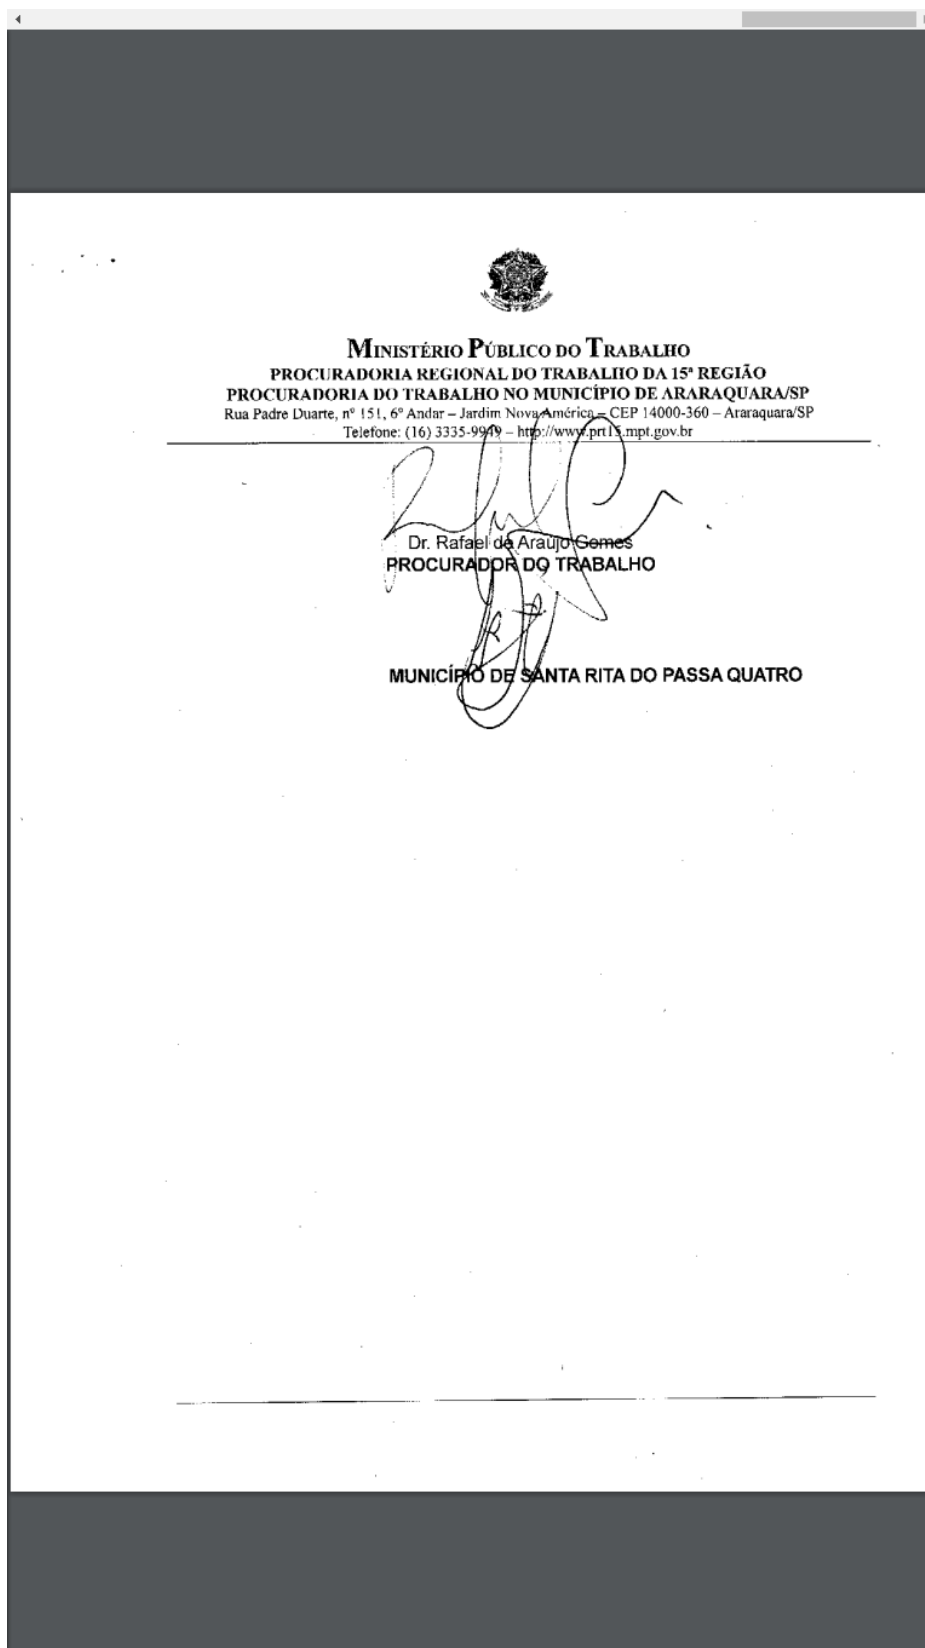 MINISTÉRIO PÚBLICO DO TRABALHO
PROCURADORIA REGIONAL DO TRABALHO DA 15ª REGIÃO
PROCURADORIA DO TRABALHO NO MUNICÍPIO DE ARARAQUARA/SP
Rua Padre Duarte, nº 151, 6º Andar – Jardim Nova América – CEP 14000-360 – Araraquara/SP
Telefone: (16) 3335-9949 – http://www.prt15.mpt.gov.br
Dr. Rafael de Araújo Gomes
PROCURADOR DO TRABALHO
MUNICÍPIO DE SANTA RITA DO PASSA QUATRO